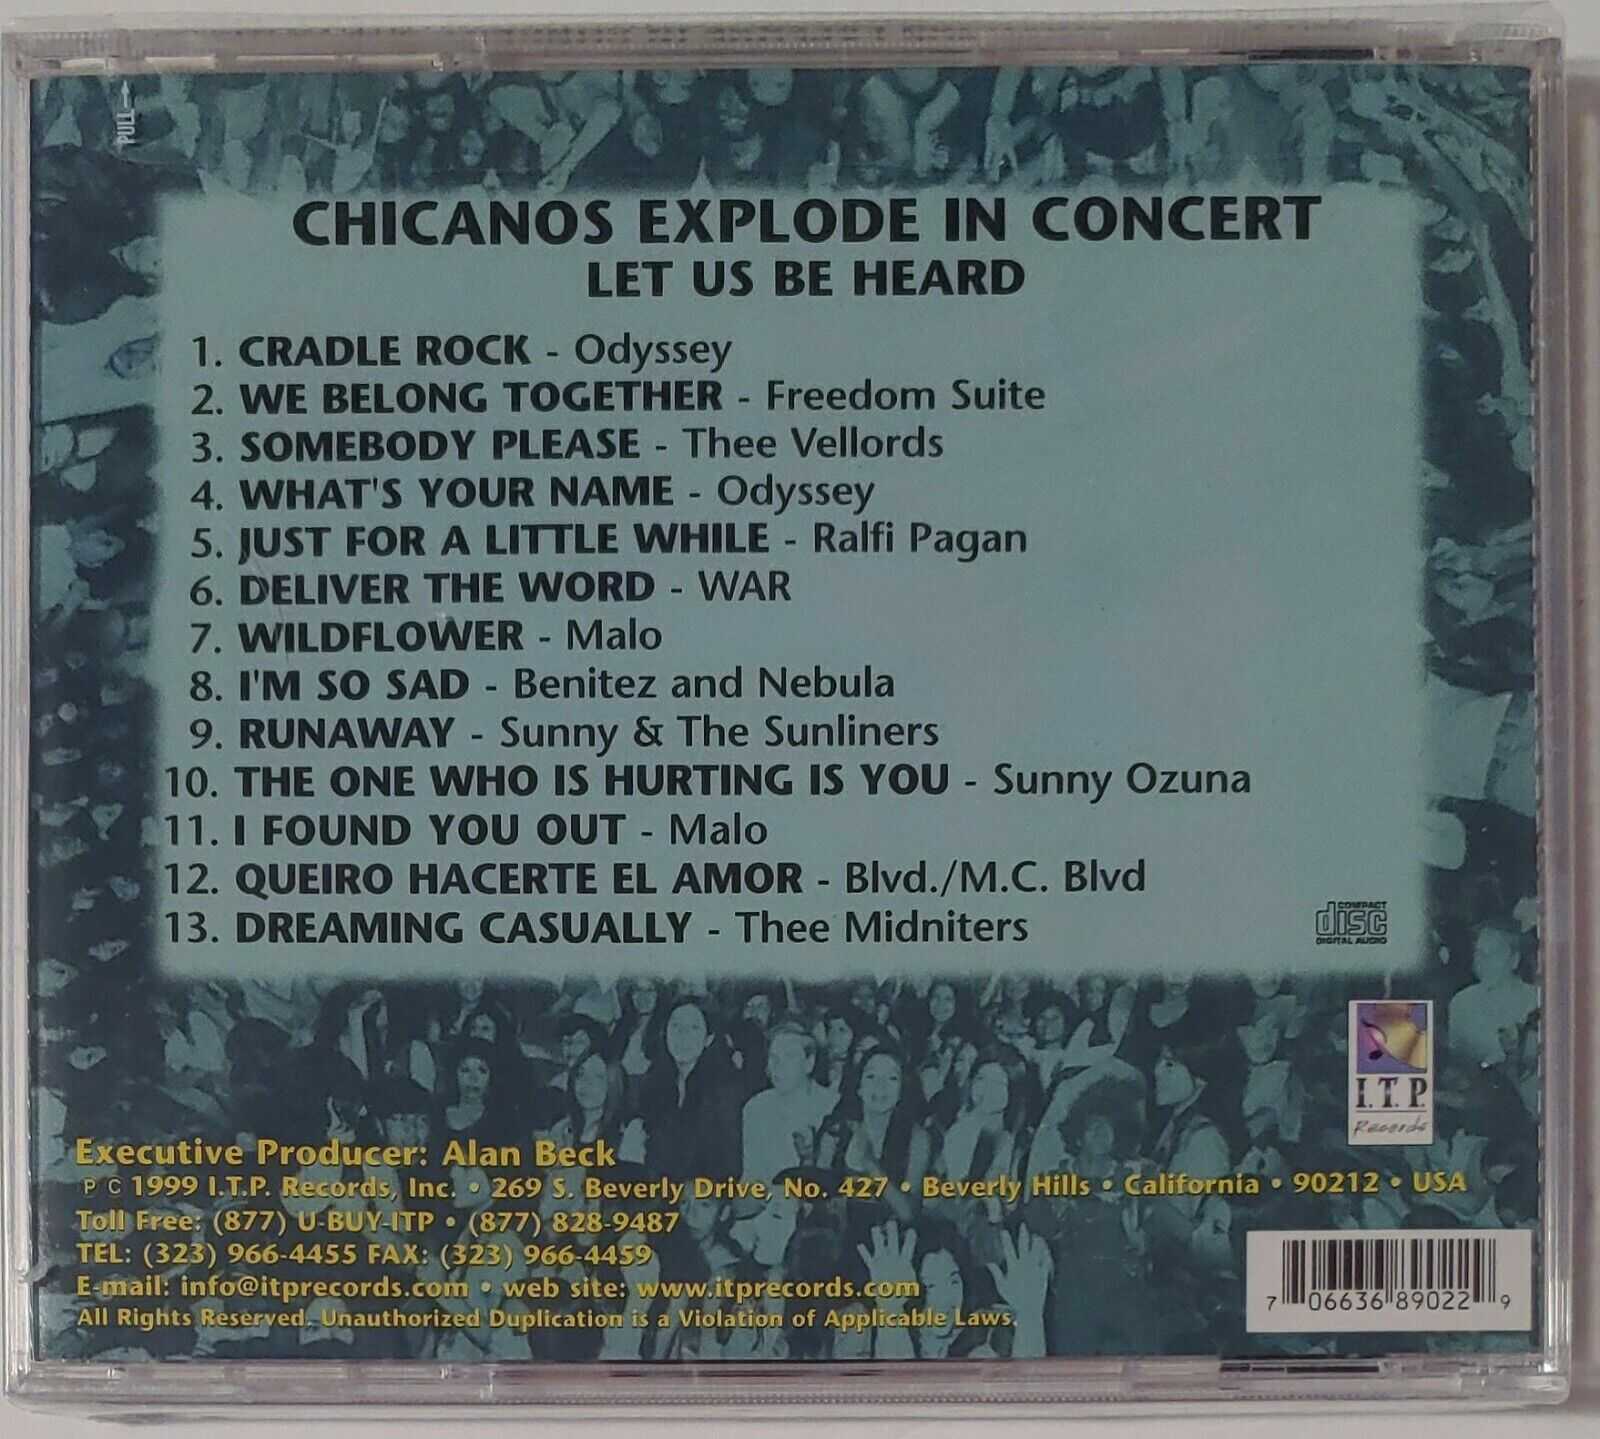 PULL→
CHICANOS EXPLODE IN CONCERT
LET US BE HEARD
1. CRADLE ROCK - Odyssey
2. WE BELONG TOGETHER - Freedom Suite
3. SOMEBODY PLEASE - Thee Vellords
4. WHAT'S YOUR NAME - Odyssey
5. JUST FOR A LITTLE WHILE - Ralfi Pagan
6. DELIVER THE WORD - WAR
7. WILDFLOWER - Malo
8. I'M SO SAD - Benitez and Nebula
9. RUNAWAY - Sunny & The Sunliners
10. THE ONE WHO IS HURTING IS YOU - Sunny Ozuna
11. I FOUND YOU OUT - Malo
12. QUEIRO HACERTE EL AMOR - Blvd./M.C. Blvd
13. DREAMING CASUALLY - Thee Midniters
COMPACT
disc
DIGITAL AUDIO
I.T.P.
Records
Executive Producer: Alan Beck
P C 1999 I.T.P. Records, Inc. • 269 S. Beverly Drive, No. 427 • Beverly Hills • California • 90212 • USA
Toll Free: (877) U-BUY-ITP • (877) 828-9487
TEL: (323) 966-4455 FAX: (323) 966-4459
E-mail: info@itprecords.com • web site: www.itprecords.com
All Rights Reserved. Unauthorized Duplication is a Violation of Applicable Laws.
7 06636 89022 9